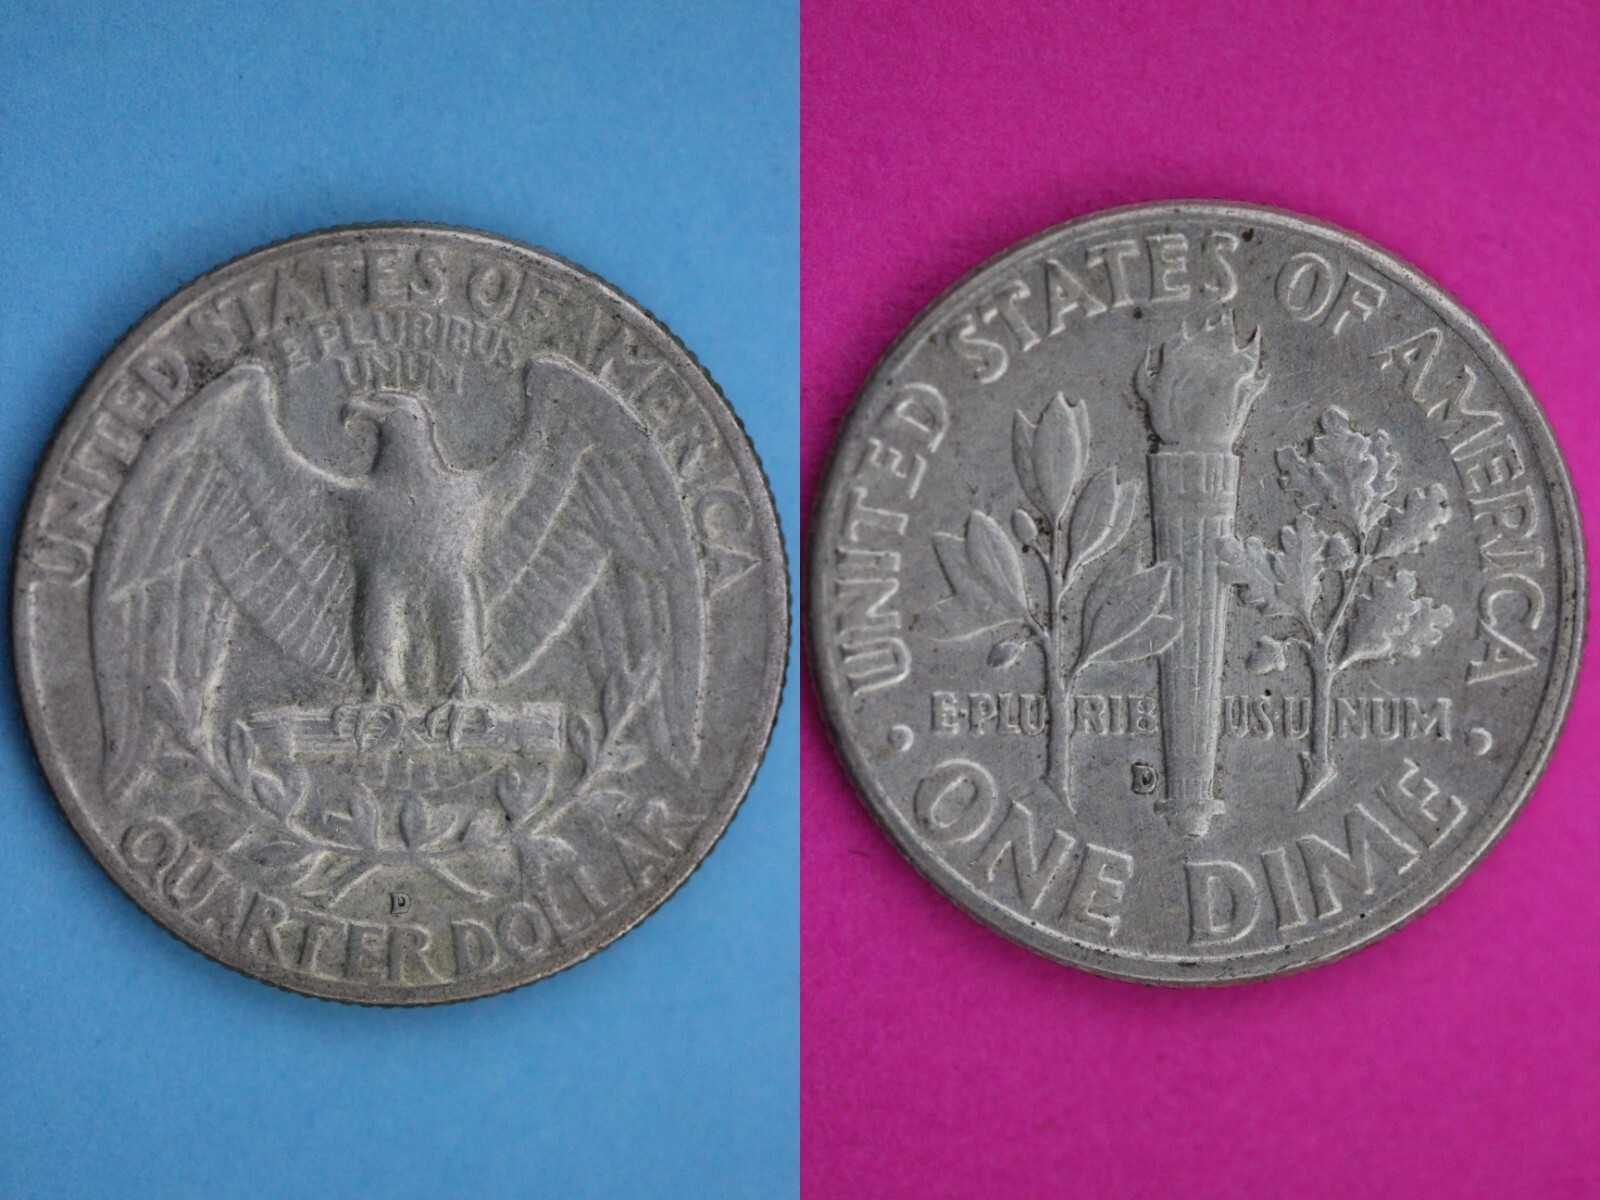 UNITED STATES OF AMERICA
E PLURIBUS
UNUM
D
QUARTER DOLLAR
UNITED STATES OF AMERICA
E·PLURIBUS·UNUM
D
• ONE DIME •